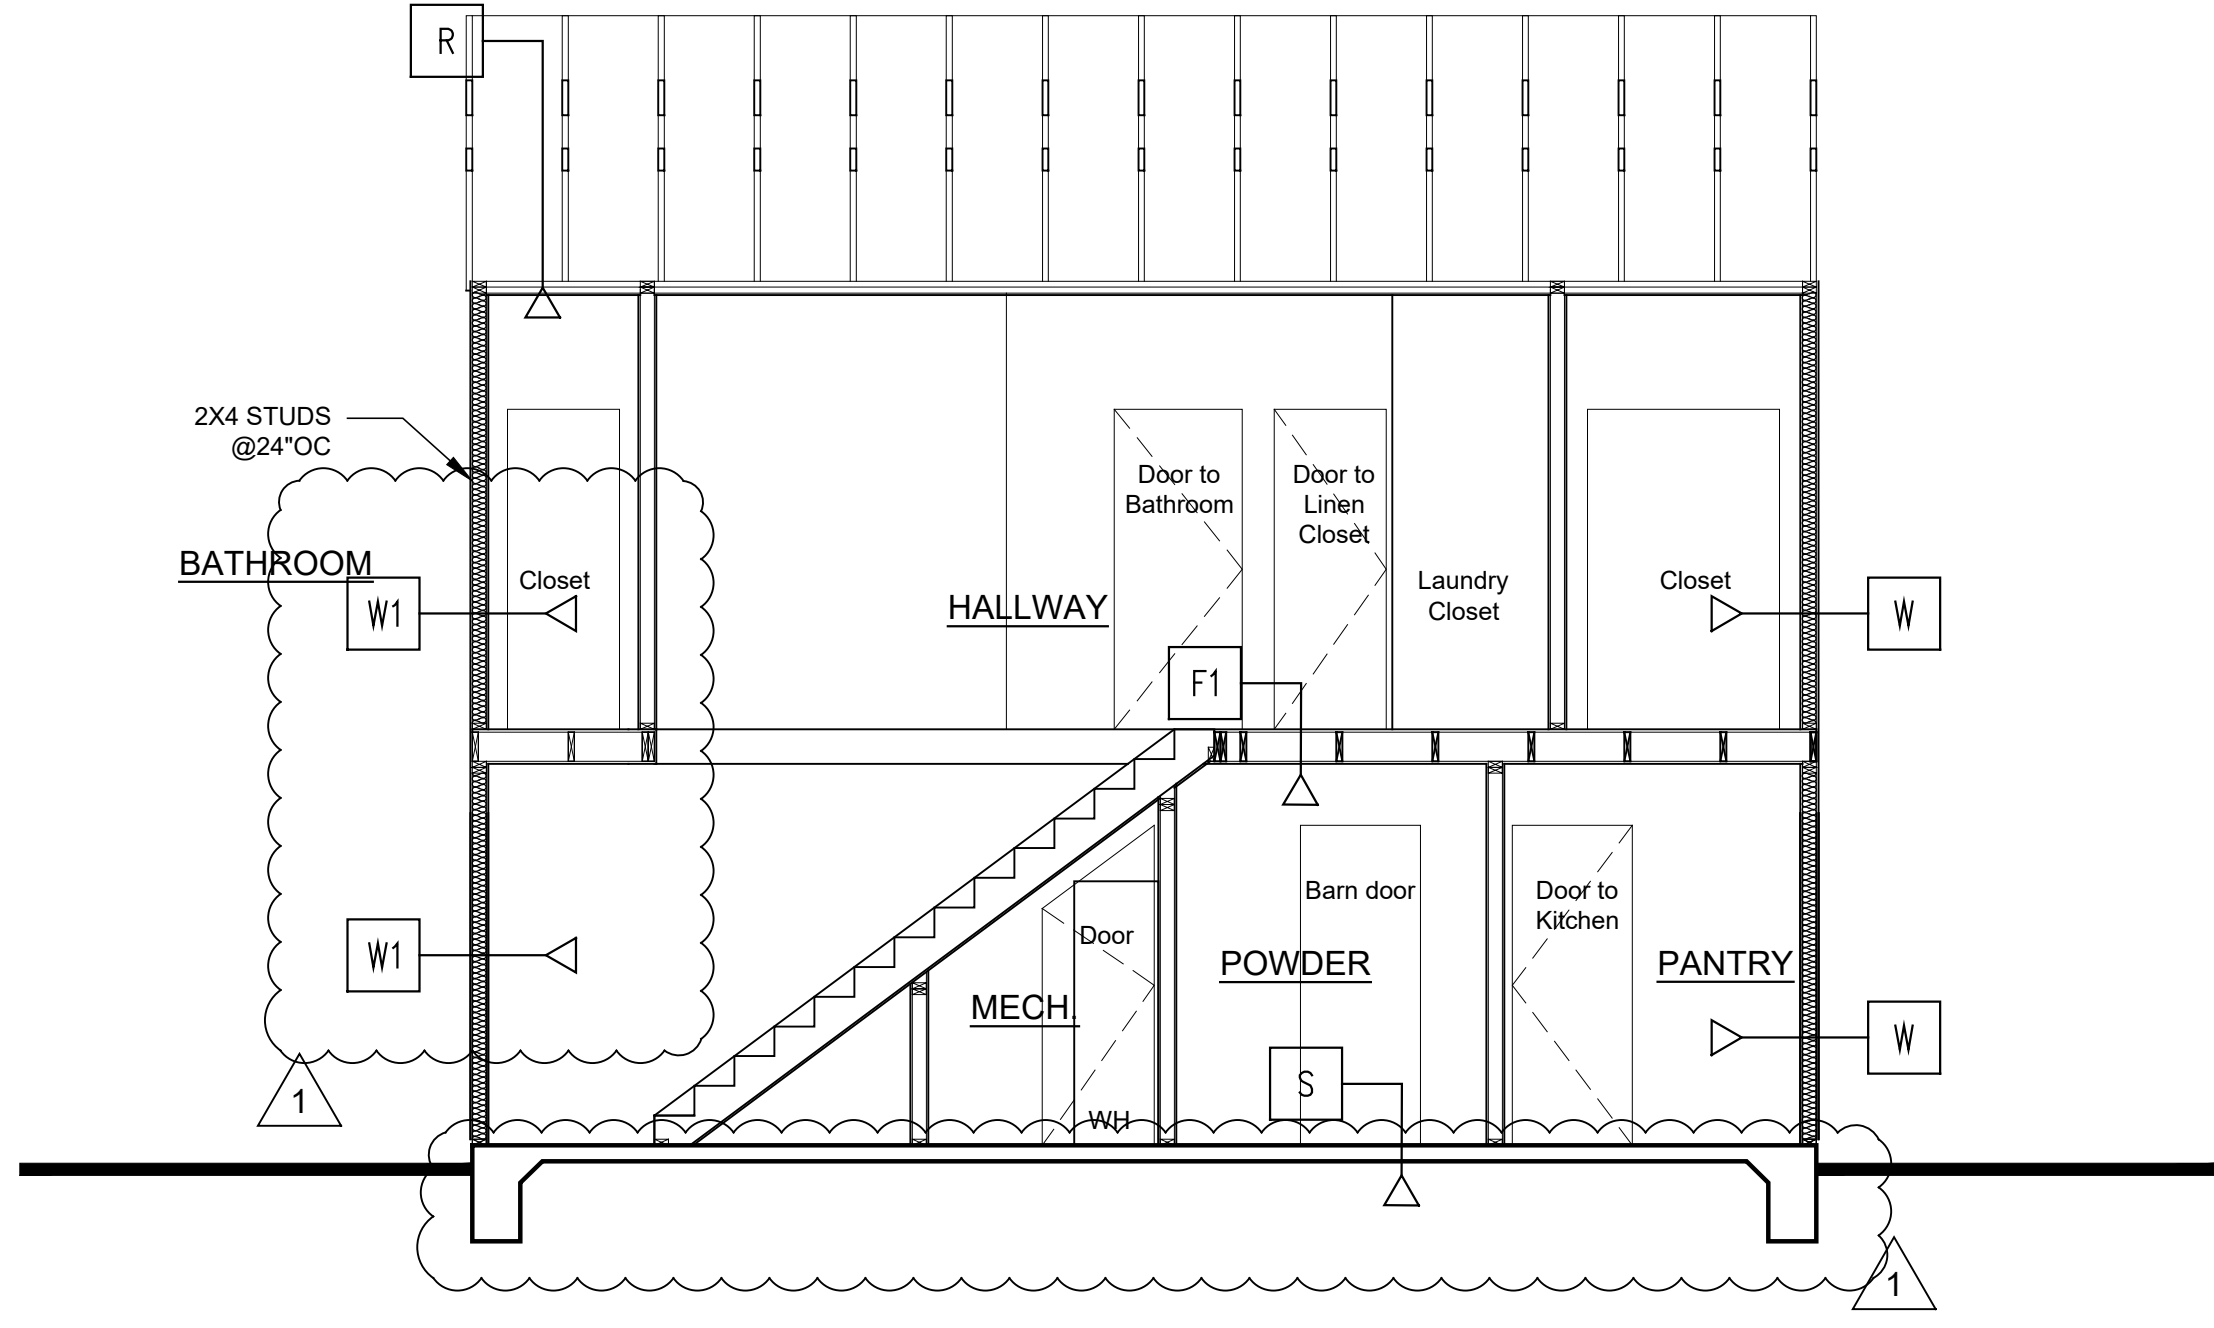 R
2X4 STUDS
@24"OC
Door to
Bathroom
Door to
Linen
Closet
BATHROOM
Closet
Laundry
Closet
Closet
W1
HALLWAY
W
F1
Barn door
Door to
Kitchen
Door
W1
POWDER
PANTRY
MECH.
W
S
1
WH
1